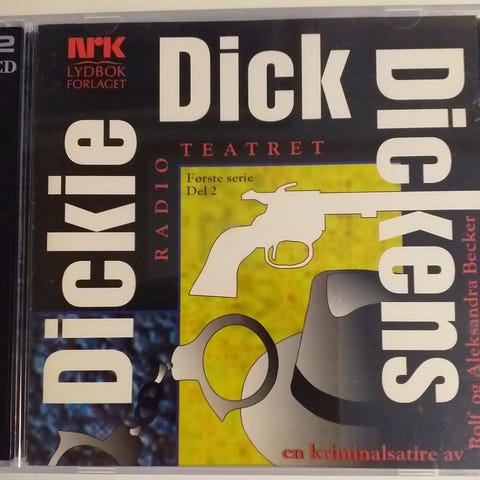 2
CD
NRK
LYDBOK
FORLAGET
Dickie
Dick
Dickens
RADIO
TEATRET
Første serie
Del 2
en kriminalsatire av
Rolf og Aleksandra Becker